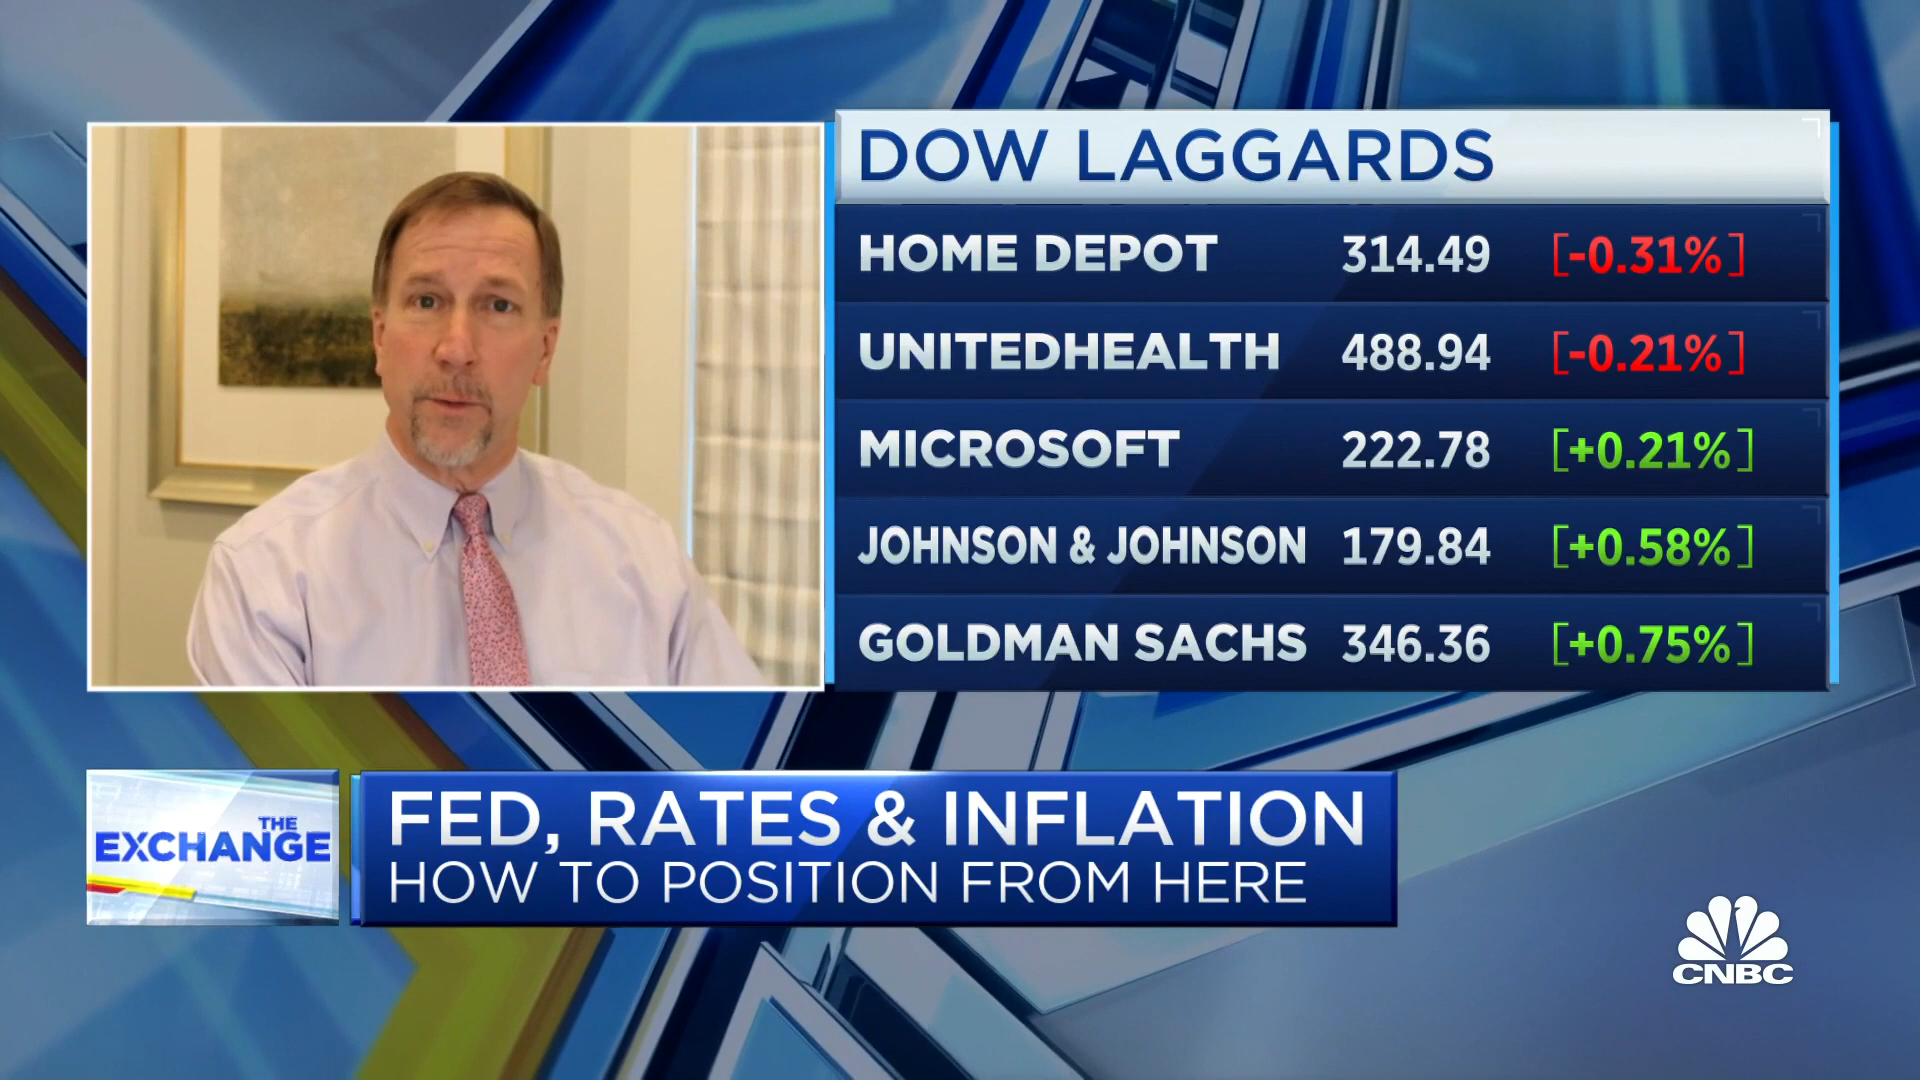 DOW LAGGARDS
HOME DEPOT 314.49 [-0.31%]
UNITEDHEALTH 488.94 [-0.21%]
MICROSOFT 222.78 [+0.21%]
JOHNSON & JOHNSON 179.84 [+0.58%]
GOLDMAN SACHS 346.36 [+0.75%]
THE
EXCHANGE
FED, RATES & INFLATION
HOW TO POSITION FROM HERE
CNBC